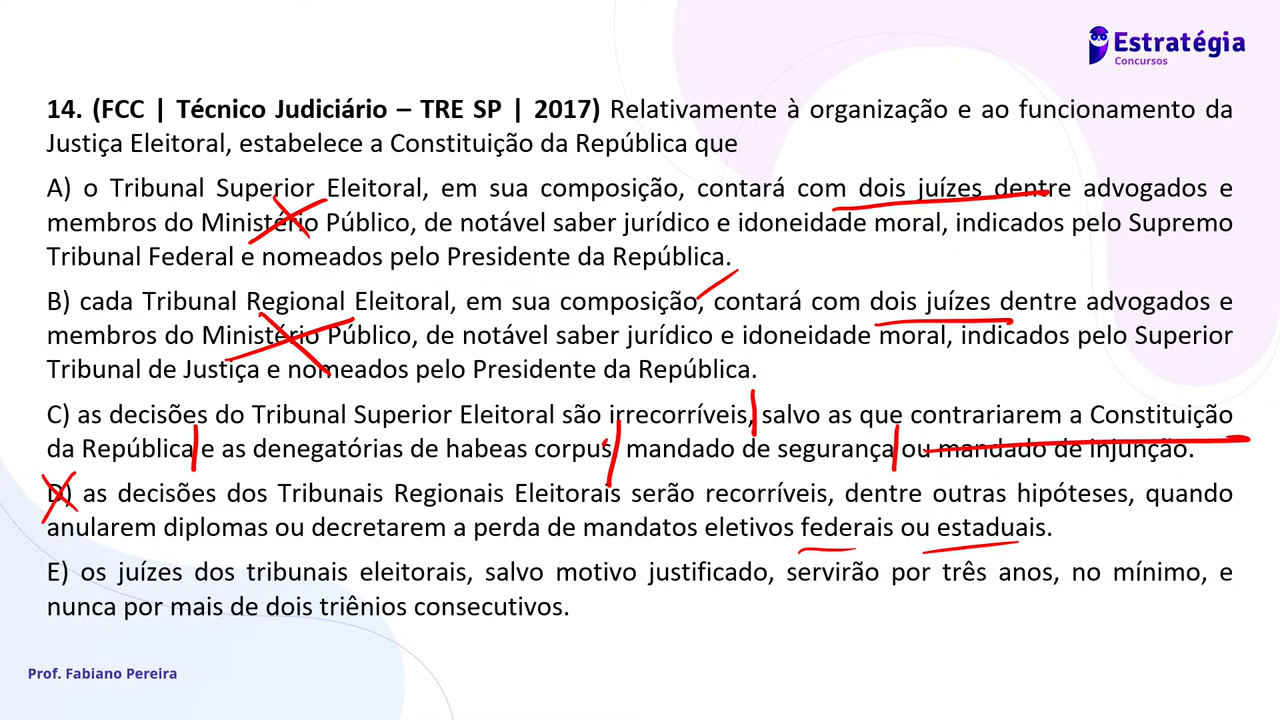 Estratégia
Concursos
14. (FCC | Técnico Judiciário – TRE SP | 2017) Relativamente à organização e ao funcionamento da
Justiça Eleitoral, estabelece a Constituição da República que
A) o Tribunal Superior Eleitoral, em sua composição, contará com dois juízes dentre advogados e
membros do Ministério Público, de notável saber jurídico e idoneidade moral, indicados pelo Supremo
Tribunal Federal e nomeados pelo Presidente da República.
B) cada Tribunal Regional Eleitoral, em sua composição, contará com dois juízes dentre advogados e
membros do Ministério Público, de notável saber jurídico e idoneidade moral, indicados pelo Superior
Tribunal de Justiça e nomeados pelo Presidente da República.
C) as decisões do Tribunal Superior Eleitoral são irrecorríveis, salvo as que contrariarem a Constituição
da República e as denegatórias de habeas corpus, mandado de segurança ou mandado de injunção.
D) as decisões dos Tribunais Regionais Eleitorais serão recorríveis, dentre outras hipóteses, quando
anularem diplomas ou decretarem a perda de mandatos eletivos federais ou estaduais.
E) os juízes dos tribunais eleitorais, salvo motivo justificado, servirão por três anos, no mínimo, e
nunca por mais de dois triênios consecutivos.
Prof. Fabiano Pereira